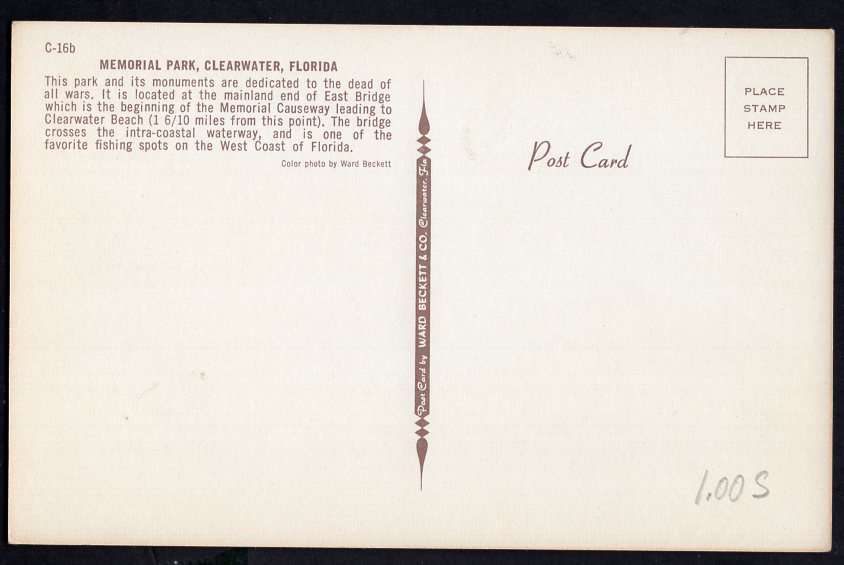 C-16b
MEMORIAL PARK, CLEARWATER, FLORIDA
This park and its monuments are dedicated to the dead of
all wars. It is located at the mainland end of East Bridge
which is the beginning of the Memorial Causeway leading to
Clearwater Beach (1 6/10 miles from this point). The bridge
crosses the intra-coastal waterway, and is one of the
favorite fishing spots on the West Coast of Florida.
Color photo by Ward Beckett
Post Card by WARD BECKETT & CO. Clearwater, Fla
Post Card
PLACE
STAMP
HERE
1.00 S